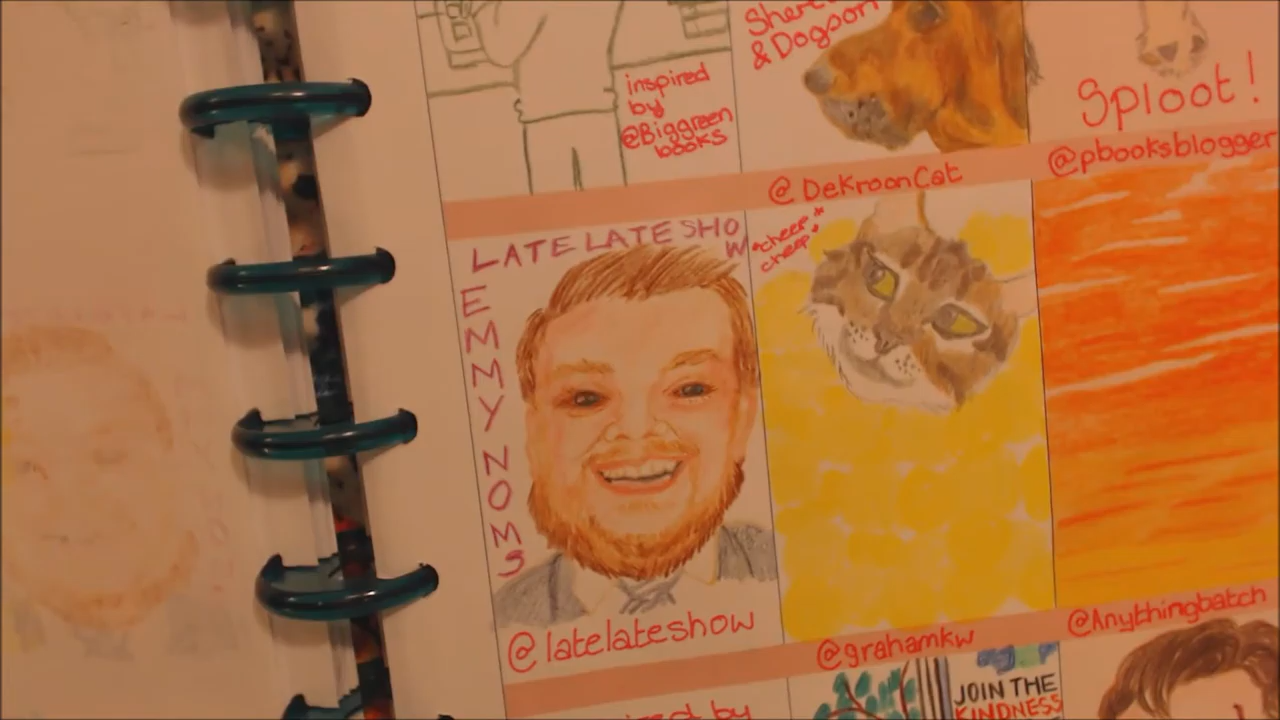 inspired
by
@Biggreen
books
& Dogson
Sploot!
@DeKroonCat
@pbooksblogger
LATE LATE SHOW
EMMY NOMS
*cheep*
cheep*
@latelateshow
@grahamkw
@Anythingbatch
by
JOIN THE
KINDNESS